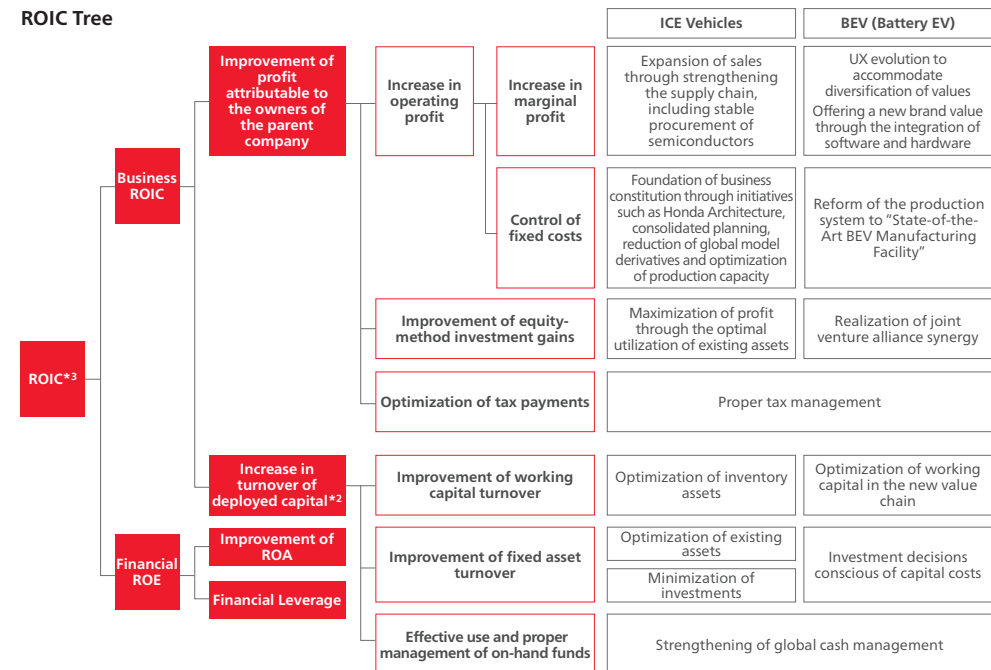 ROIC Tree
ICE Vehicles
BEV (Battery EV)
Improvement of
profit
attributable to
the owners of
the parent
company
Increase in
operating
profit
Increase in
marginal
profit
Expansion of sales
through strengthening
the supply chain,
including stable
procurement of
semiconductors
UX evolution to
accommodate
diversification of values
Offering a new brand value
through the integration of
software and hardware
Business
ROIC
Control of
fixed costs
Foundation of business
constitution through initiatives
such as Honda Architecture,
consolidated planning,
reduction of global model
derivatives and optimization
of production capacity
Reform of the production
system to “State-of-the-
Art BEV Manufacturing
Facility”
Improvement of equity-
method investment gains
Maximization of profit
through the optimal
utilization of existing assets
Realization of joint
venture alliance synergy
ROIC*3
Optimization of tax payments
Proper tax management
Increase in
turnover of
deployed capital*2
Improvement of working
capital turnover
Optimization of inventory
assets
Optimization of working
capital in the new value
chain
Financial
ROE
Improvement of
ROA
Financial Leverage
Improvement of fixed asset
turnover
Optimization of existing
assets
Minimization of
investments
Investment decisions
conscious of capital costs
Effective use and proper
management of on-hand funds
Strengthening of global cash management